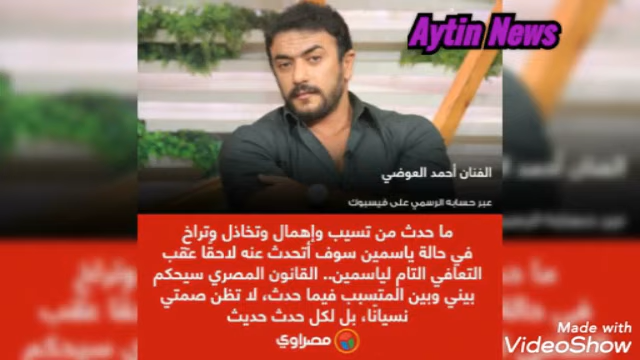 Aytin News
الفنان أحمد العوضي
عبر حسابه الرسمي على فيسبوك
ما حدث من تسيب وإهمال وتخاذل وتراخ
في حالة ياسمين سوف أتحدث عنه لاحقًا عقب
التعافي التام لياسمين.. القانون المصري سيحكم
بيني وبين المتسبب فيما حدث، لا تظن صمتي
نسيانًا، بل لكل حدث حديث
مصراوي
Made with
VideoShow